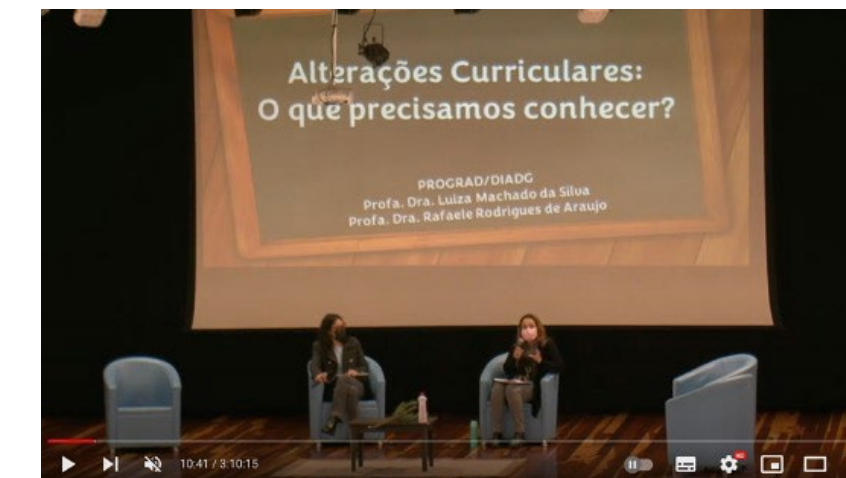 Alterações Curriculares:
O que precisamos conhecer?
PROGRAD/DIADG
Profa. Dra. Luiza Machado da Silva
Profa. Dra. Rafaele Rodrigues de Araujo
10:41 / 3:10:15
HD